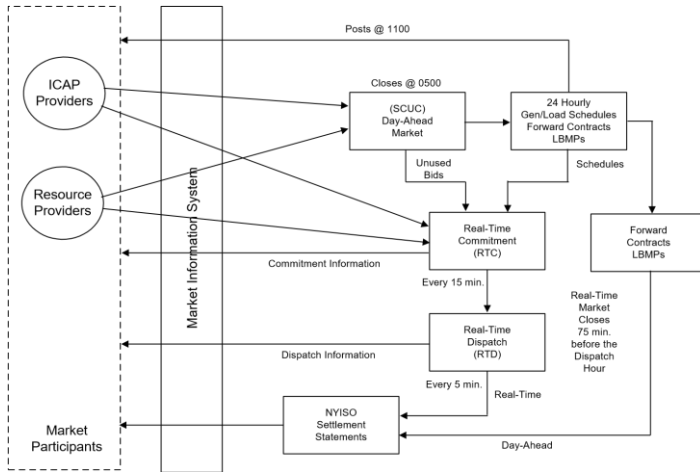 Posts @ 1100
ICAP
Providers
Closes @ 0500
(SCUC)
Day-Ahead
Market
24 Hourly
Gen/Load Schedules
Forward Contracts
LBMPs
Unused
Bids
Schedules
Resource
Providers
Market Information System
Real-Time
Commitment
(RTC)
Forward
Contracts
LBMPs
Commitment Information
Every 15 min.
Real-Time
Market
Closes
75 min.
before the
Dispatch
Hour
Real-Time
Dispatch
(RTD)
Dispatch Information
Every 5 min.
Real-Time
NYISO
Settlement
Statements
Market
Participants
Day-Ahead